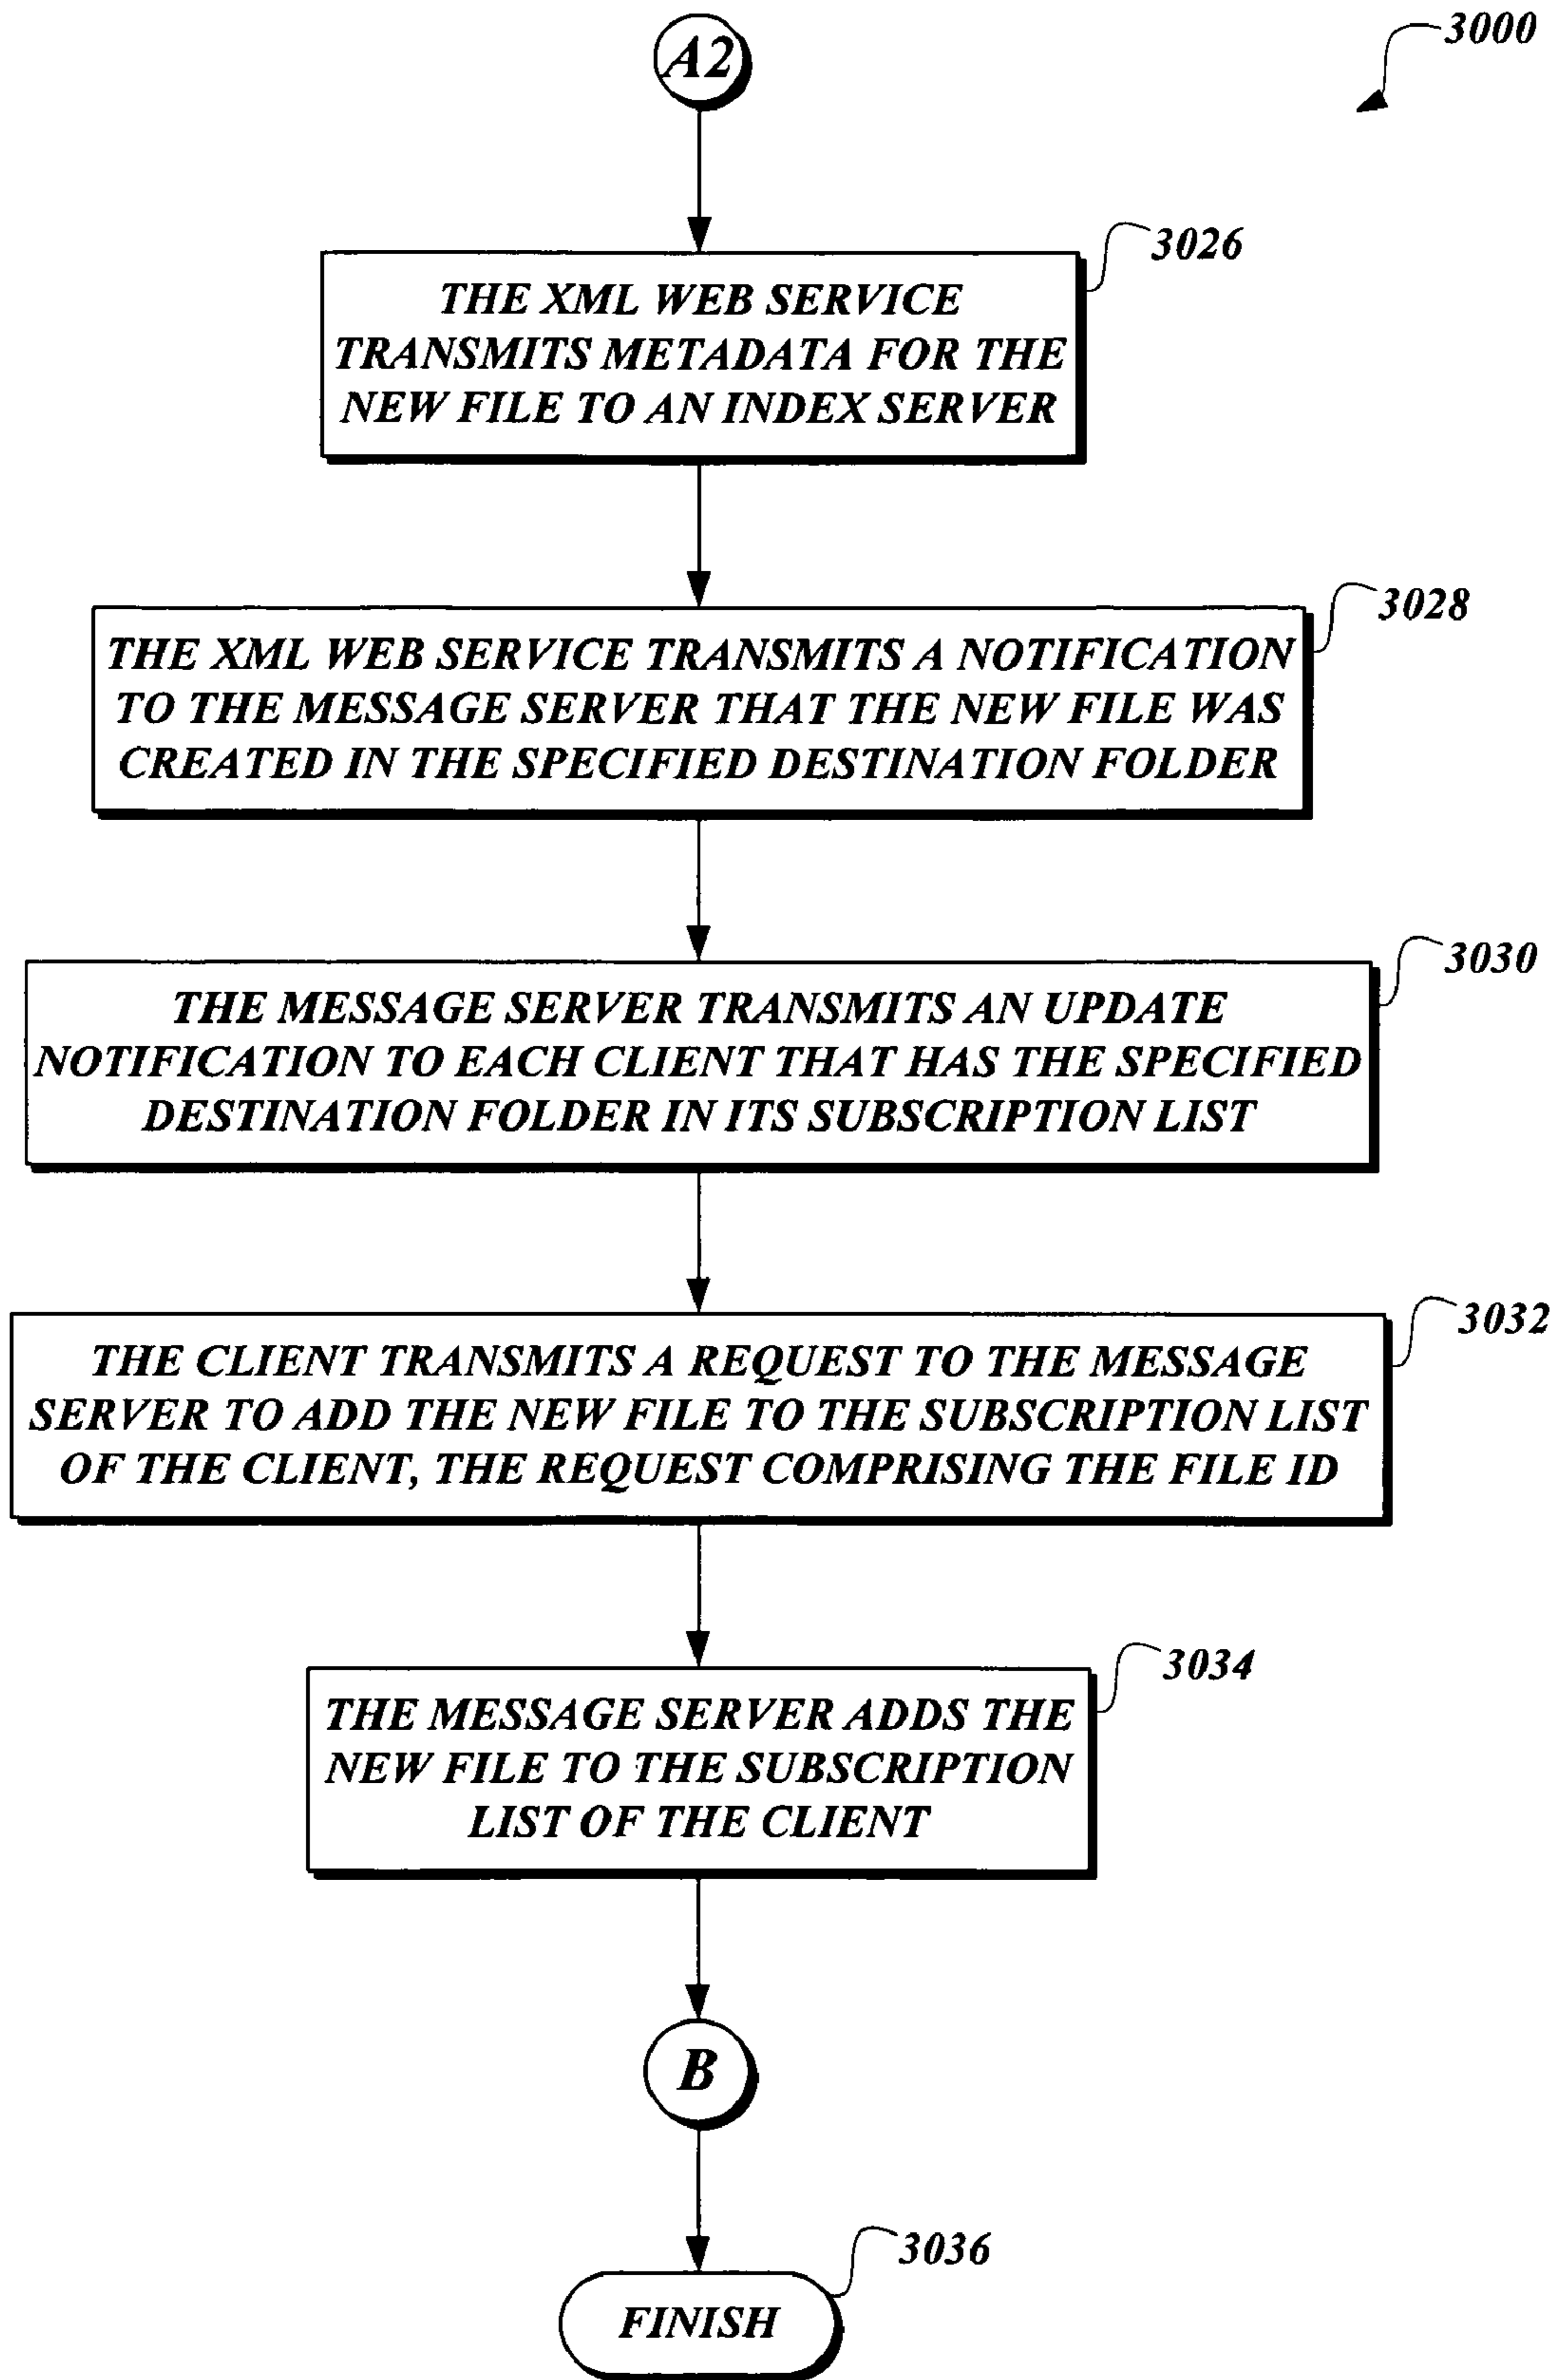 A2
3000
3026
THE XML WEB SERVICE
TRANSMITS METADATA FOR THE
NEW FILE TO AN INDEX SERVER
3028
THE XML WEB SERVICE TRANSMITS A NOTIFICATION
TO THE MESSAGE SERVER THAT THE NEW FILE WAS
CREATED IN THE SPECIFIED DESTINATION FOLDER
3030
THE MESSAGE SERVER TRANSMITS AN UPDATE
NOTIFICATION TO EACH CLIENT THAT HAS THE SPECIFIED
DESTINATION FOLDER IN ITS SUBSCRIPTION LIST
3032
THE CLIENT TRANSMITS A REQUEST TO THE MESSAGE
SERVER TO ADD THE NEW FILE TO THE SUBSCRIPTION LIST
OF THE CLIENT, THE REQUEST COMPRISING THE FILE ID
3034
THE MESSAGE SERVER ADDS THE
NEW FILE TO THE SUBSCRIPTION
LIST OF THE CLIENT
B
3036
FINISH